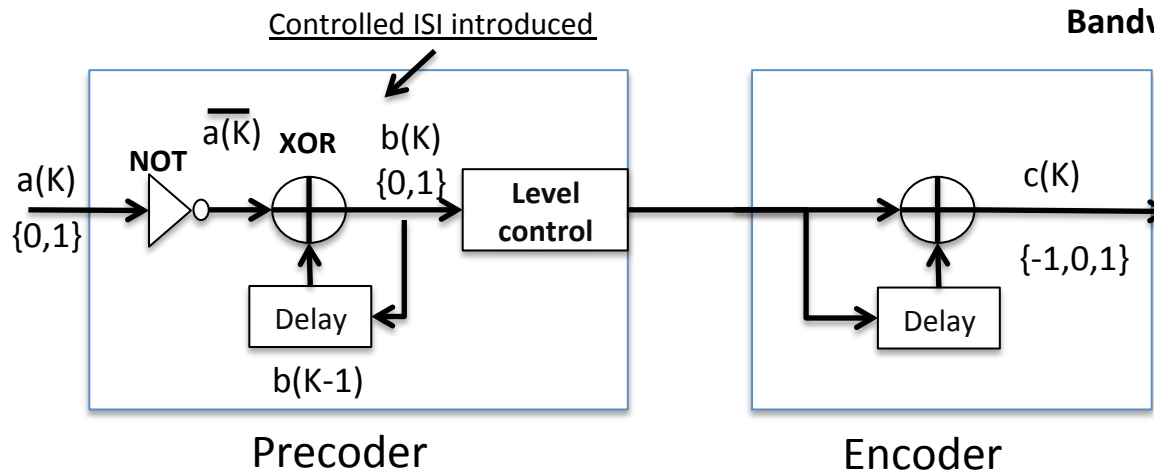 Controlled ISI introduced
Bandw
a(K)
{0,1}
NOT
a(K)
XOR
b(K)
{0,1}
Level
control
Delay
b(K-1)
c(K)
{-1,0,1}
Delay
Precoder
Encoder